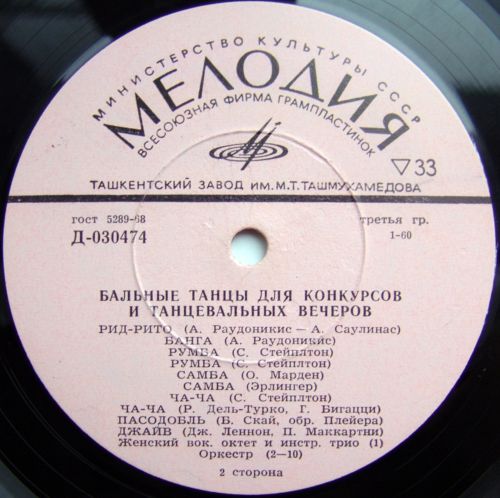 МИНИСТЕРСТВО КУЛЬТУРЫ СССР
МЕЛОДИЯ
ВСЕСОЮЗНАЯ ФИРМА ГРАМПЛАСТИНОК
33
ТАШКЕНТСКИЙ ЗАВОД ИМ. М.Т. ТАШМУХАМЕДОВА
гост 5289-68
третья гр.
Д-030474
1-60
БАЛЬНЫЕ ТАНЦЫ ДЛЯ КОНКУРСОВ
И ТАНЦЕВАЛЬНЫХ ВЕЧЕРОВ
РИД-РИТО (А. Раудоникис — А. Саулинас)
БАНГА (А. Раудоникис)
РУМБА (С. Стейплтон)
РУМБА (С. Стейплтон)
САМБА (О. Марден)
САМБА (Эрлингер)
ЧА-ЧА (С. Стейплтон)
ЧА-ЧА (Р. Дель-Турко, Г. Бигацци)
ПАСОДОБЛЬ (Б. Скай, обр. Плейера)
ДЖАЙВ (Дж. Леннон, П. Маккартни)
Женский вок. октет и инстр. трио (1)
Оркестр (2—10)
2 сторона